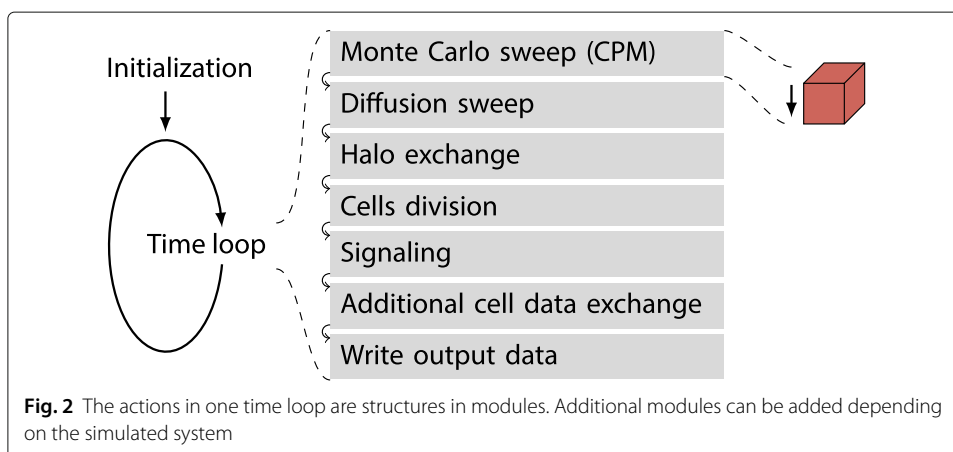 Initialization
Time loop
Monte Carlo sweep (CPM)
Diffusion sweep
Halo exchange
Cells division
Signaling
Additional cell data exchange
Write output data
Fig. 2 The actions in one time loop are structures in modules. Additional modules can be added depending
on the simulated system